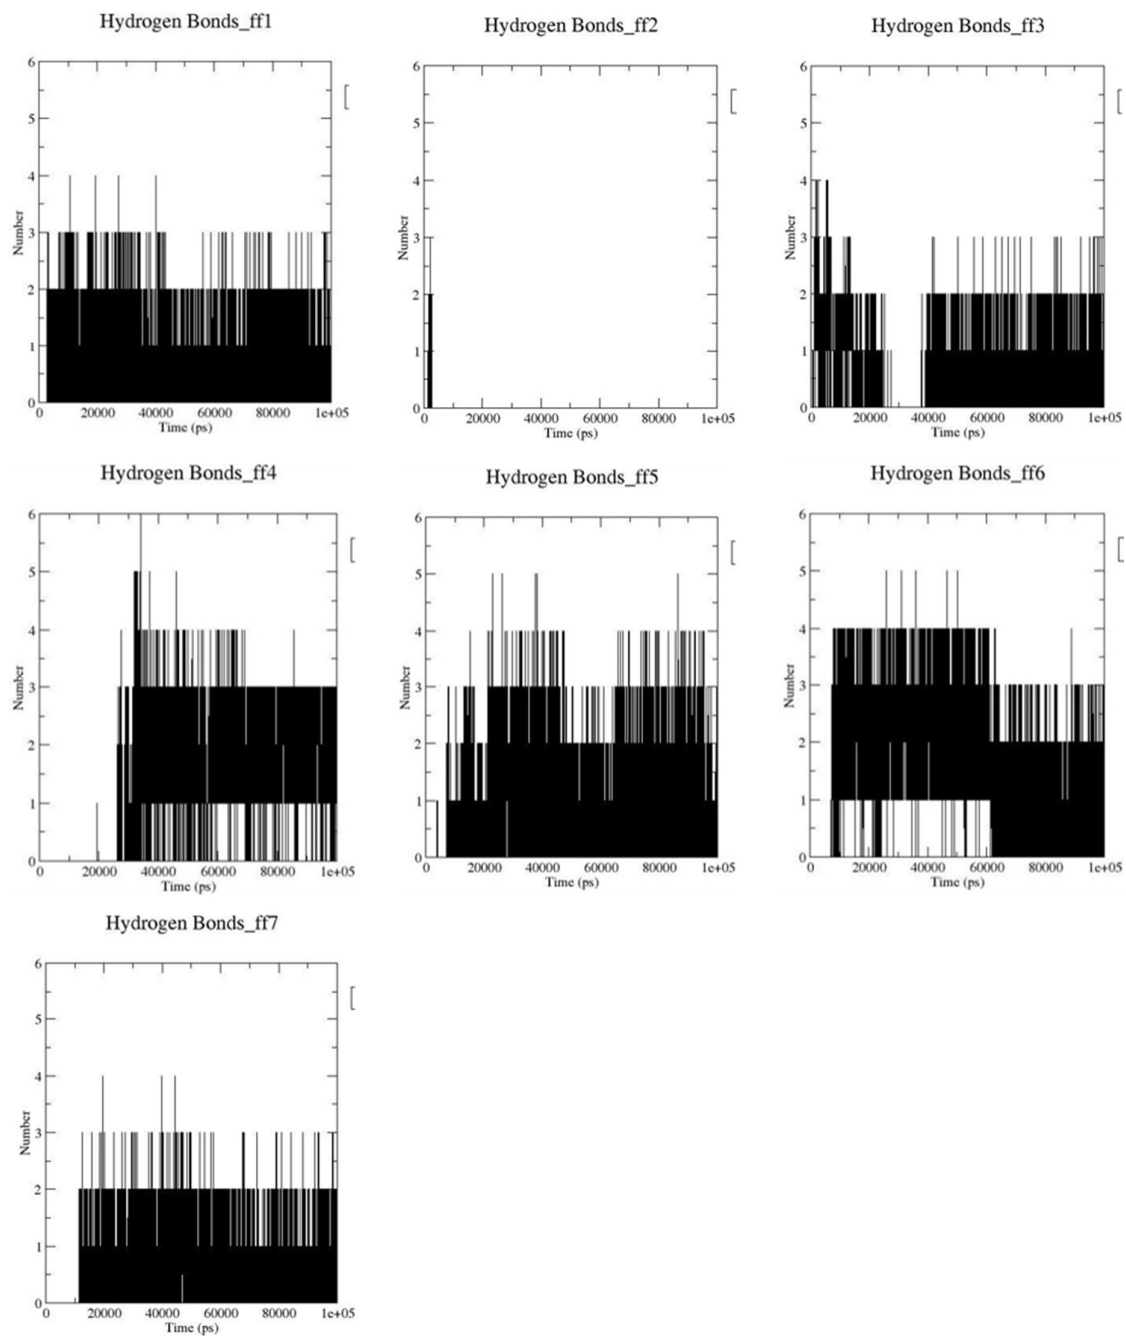 Hydrogen Bonds_ff1
Hydrogen Bonds_ff2
Hydrogen Bonds_ff3
6
5
4
3
2
1
0
Number
0 20000 40000 60000 80000 1e+05
Time (ps)
6
5
4
3
2
1
0
Number
20000 40000 60000 80000 1e+05
Time (ps)
6
5
4
3
2
1
0
Number
0 20000 40000 60000 80000 1e+05
Time (ps)
Hydrogen Bonds_ff4
Hydrogen Bonds_ff5
Hydrogen Bonds_ff6
6
5
4
3
2
1
0
Number
0 20000 40000 60000 80000 1e+05
Time (ps)
6
5
4
3
2
1
0
Number
0 20000 40000 60000 80000 1e+05
Time (ps)
6
5
4
3
2
1
0
Number
0 20000 40000 60000 80000 1e+05
Time (ps)
Hydrogen Bonds_ff7
6
5
4
3
2
1
0
Number
0 20000 40000 60000 80000 1e+05
Time (ps)